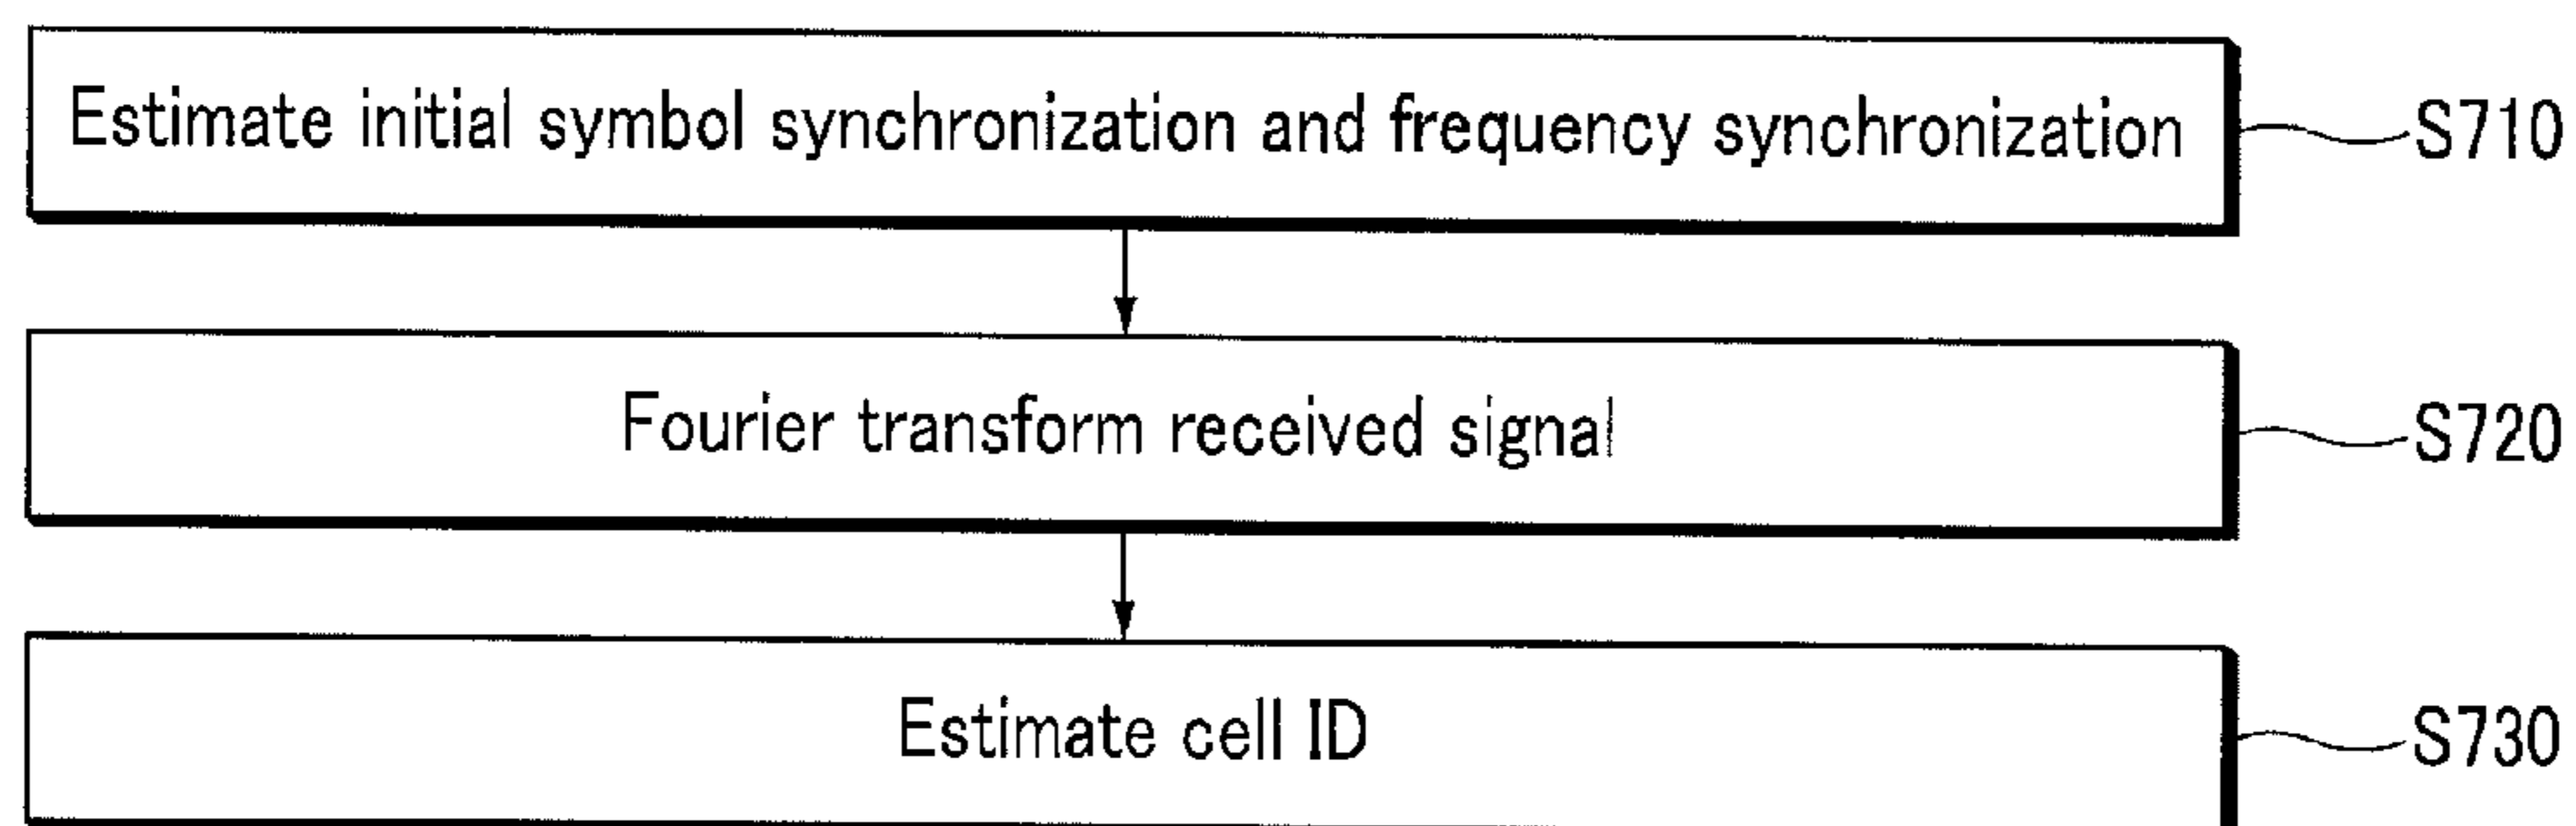 Estimate initial symbol synchronization and frequency synchronization S710
Fourier transform received signal S720
Estimate cell ID S730